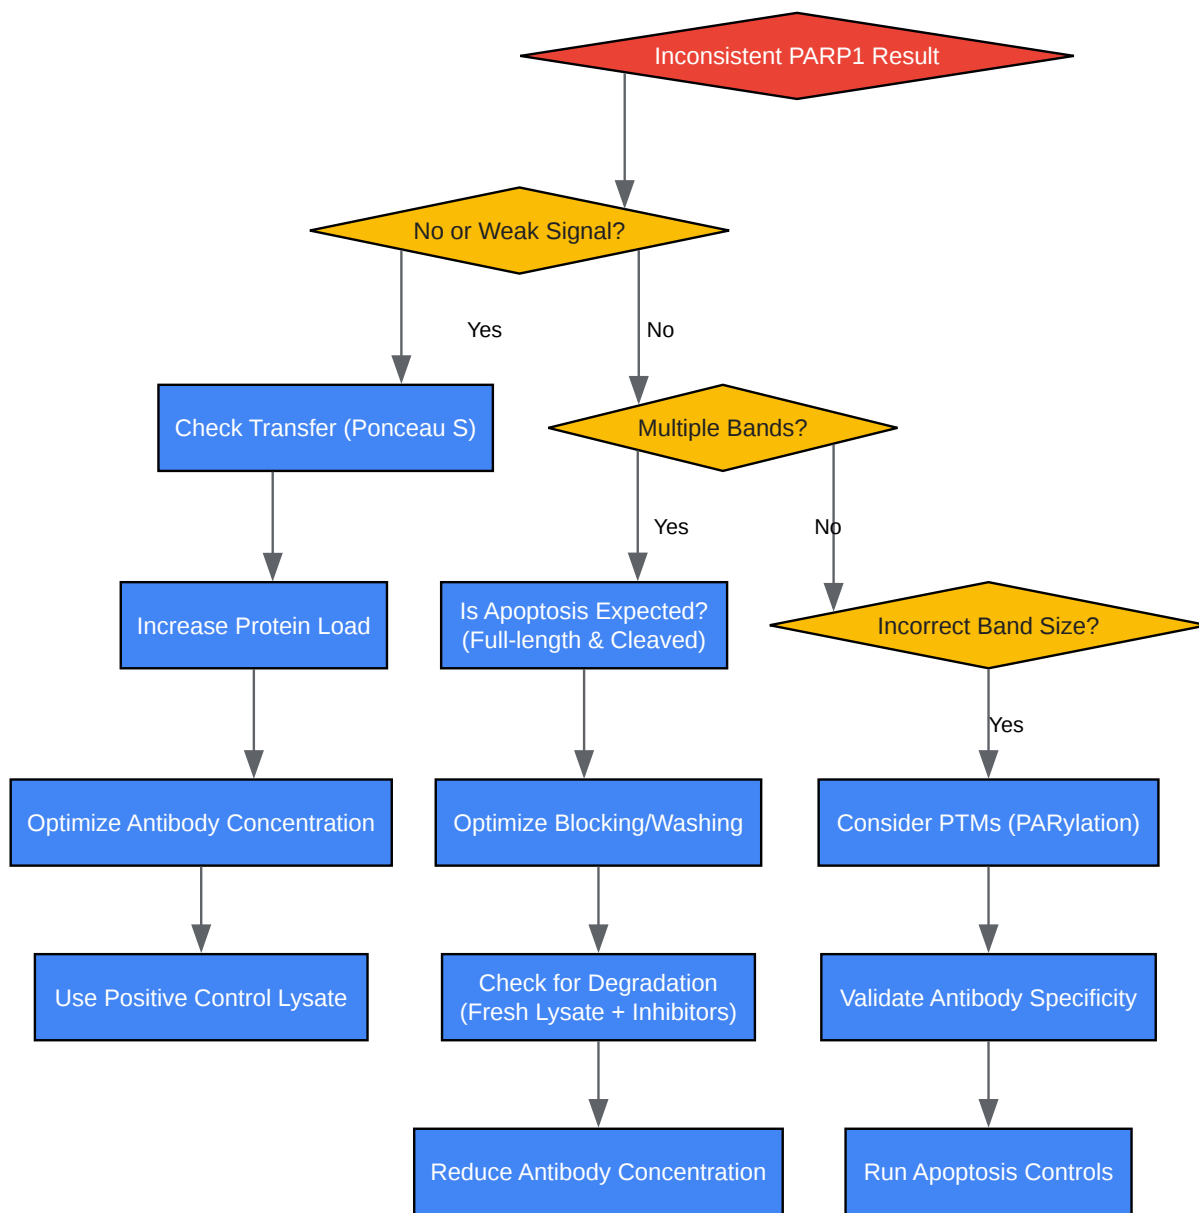 Inconsistent PARP1 Result
No or Weak Signal?
Yes
No
Check Transfer (Ponceau S)
Multiple Bands?
Yes
No
Increase Protein Load
Is Apoptosis Expected?
(Full-length & Cleaved)
Incorrect Band Size?
Yes
Optimize Antibody Concentration
Optimize Blocking/Washing
Consider PTMs (PARylation)
Use Positive Control Lysate
Check for Degradation
(Fresh Lysate + Inhibitors)
Validate Antibody Specificity
Reduce Antibody Concentration
Run Apoptosis Controls